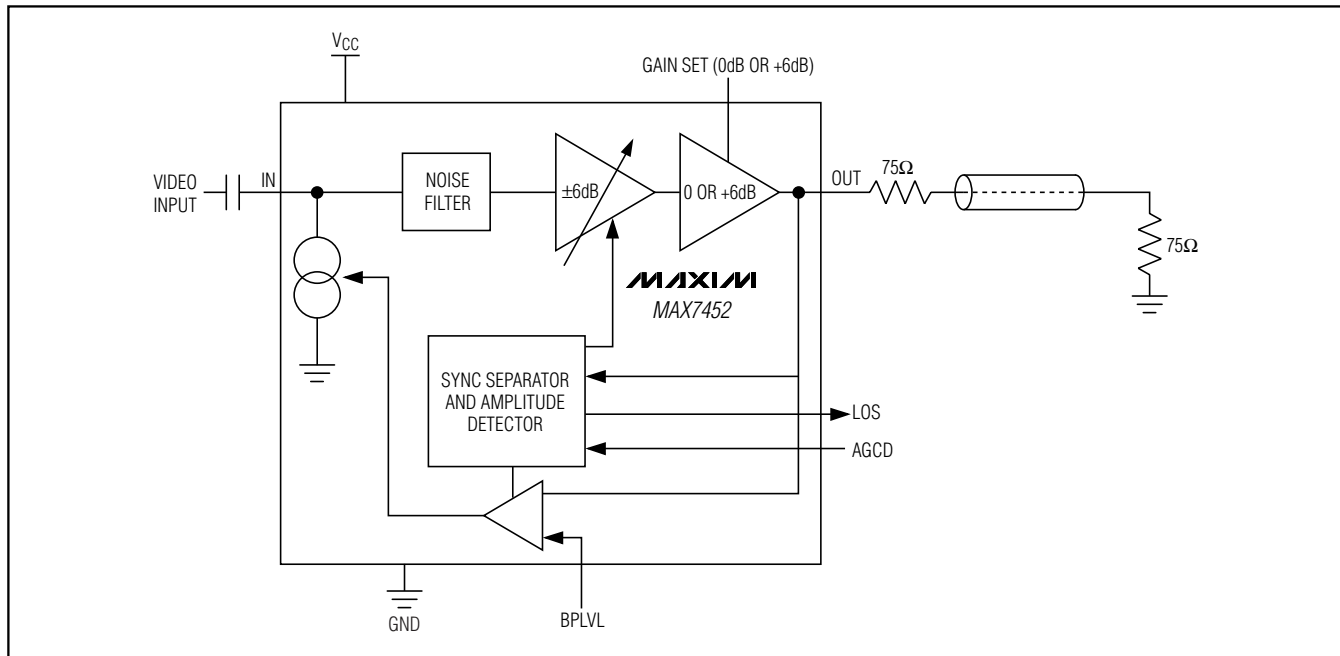 VCC
GAIN SET (0dB OR +6dB)
VIDEO
INPUT
IN
NOISE
FILTER
±6dB
0 OR +6dB
OUT
75Ω
75Ω
MAXIM
MAX7452
SYNC SEPARATOR
AND AMPLITUDE
DETECTOR
LOS
AGCD
GND
BPLVL